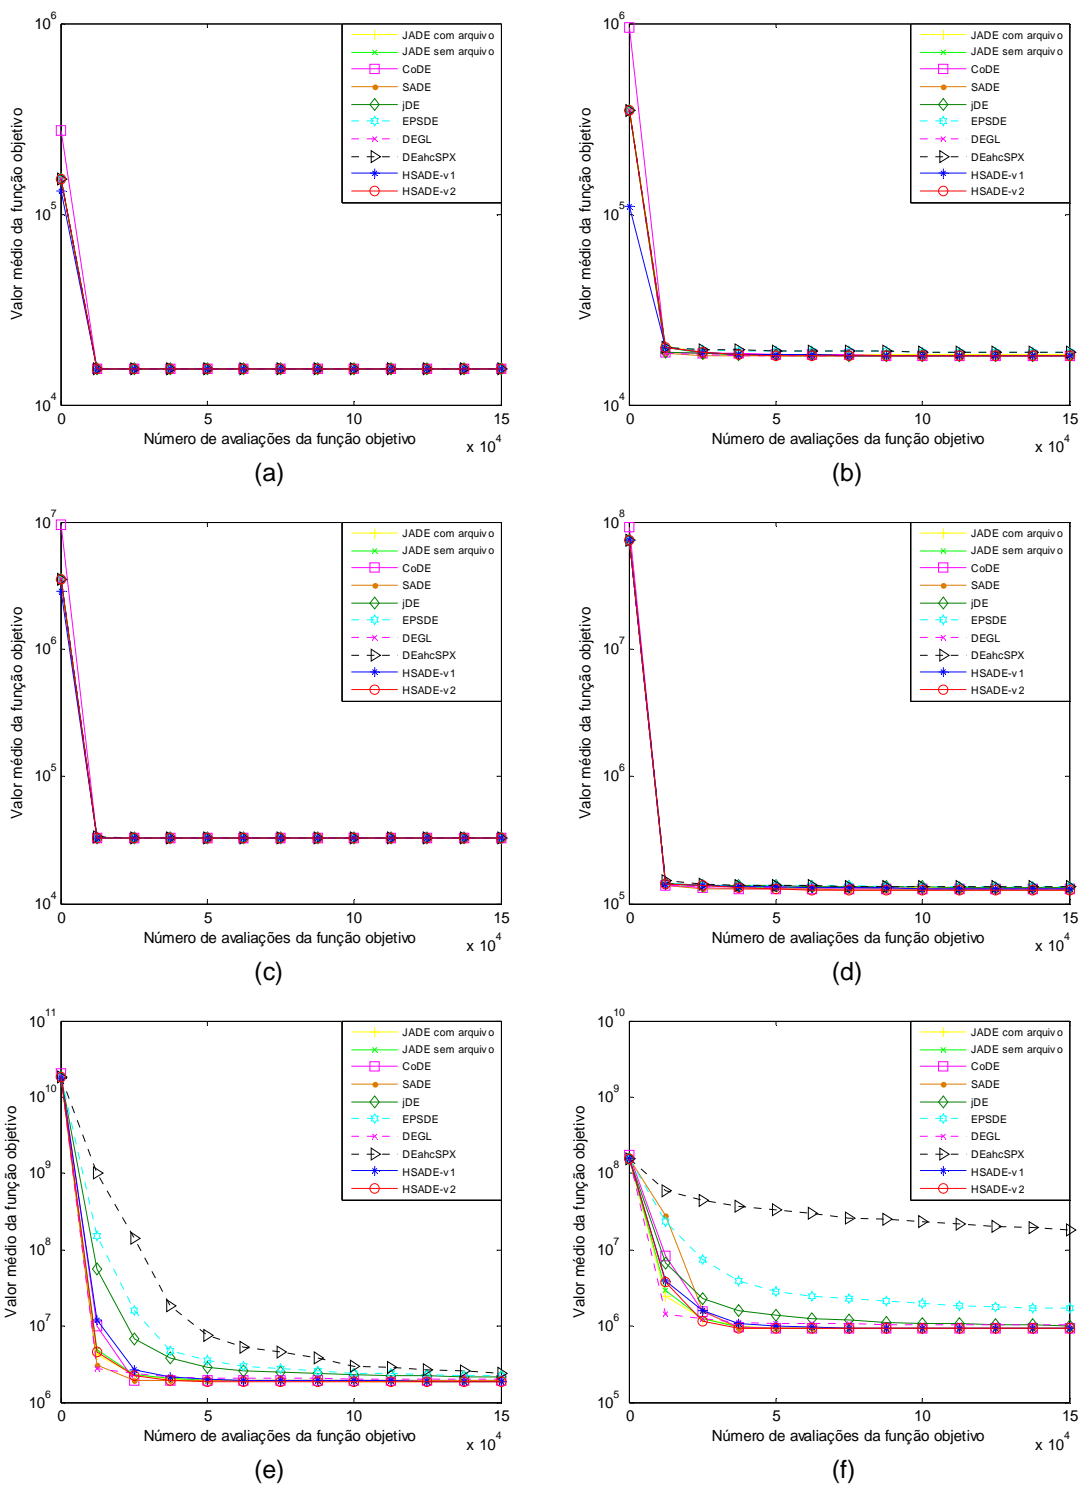 10^6
10^5
10^4
Valor médio da função objetivo
JADE com arquivo
JADE sem arquivo
CoDE
SADE
jDE
EPSDE
DEGL
DEahcSPX
HSADE-v1
HSADE-v2
0 5 10 15
Número de avaliações da função objetivo
x 10^4
(a)
10^6
10^5
10^4
Valor médio da função objetivo
JADE com arquivo
JADE sem arquivo
CoDE
SADE
jDE
EPSDE
DEGL
DEahcSPX
HSADE-v1
HSADE-v2
0 5 10 15
Número de avaliações da função objetivo
x 10^4
(b)
10^7
10^6
10^5
10^4
Valor médio da função objetivo
JADE com arquivo
JADE sem arquivo
CoDE
SADE
jDE
EPSDE
DEGL
DEahcSPX
HSADE-v1
HSADE-v2
0 5 10 15
Número de avaliações da função objetivo
x 10^4
(c)
10^8
10^7
10^6
10^5
Valor médio da função objetivo
JADE com arquivo
JADE sem arquivo
CoDE
SADE
jDE
EPSDE
DEGL
DEahcSPX
HSADE-v1
HSADE-v2
0 5 10 15
Número de avaliações da função objetivo
x 10^4
(d)
10^11
10^10
10^9
10^8
10^7
10^6
Valor médio da função objetivo
JADE com arquivo
JADE sem arquivo
CoDE
SADE
jDE
EPSDE
DEGL
DEahcSPX
HSADE-v1
HSADE-v2
0 5 10 15
Número de avaliações da função objetivo
x 10^4
(e)
10^10
10^9
10^8
10^7
10^6
10^5
Valor médio da função objetivo
JADE com arquivo
JADE sem arquivo
CoDE
SADE
jDE
EPSDE
DEGL
DEahcSPX
HSADE-v1
HSADE-v2
0 5 10 15
Número de avaliações da função objetivo
x 10^4
(f)